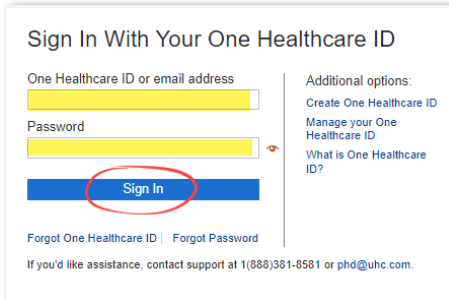 Sign In With Your One Healthcare ID
One Healthcare ID or email address
Password
Sign In
Forgot One Healthcare ID | Forgot Password
Additional options:
Create One Healthcare ID
Manage your One
Healthcare ID
What is One Healthcare
ID?
If you'd like assistance, contact support at 1(888)381-8581 or phd@uhc.com.